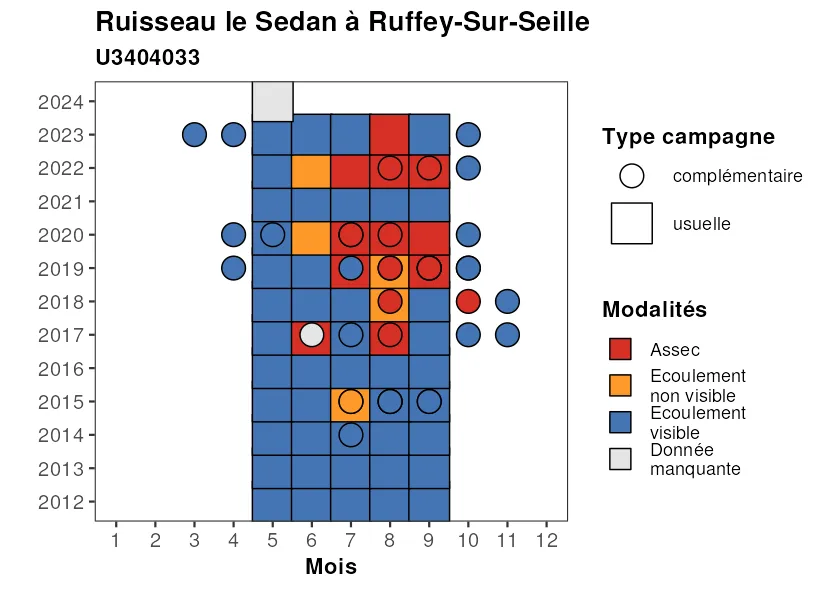 Ruisseau le Sedan à Ruffey-Sur-Seille
U3404033
2024
2023
2022
2021
2020
2019
2018
2017
2016
2015
2014
2013
2012
1 2 3 4 5 6 7 8 9 10 11 12
Mois
Type campagne
complémentaire
usuelle
Modalités
Assec
Ecoulement
non visible
Ecoulement
visible
Donnée
manquante